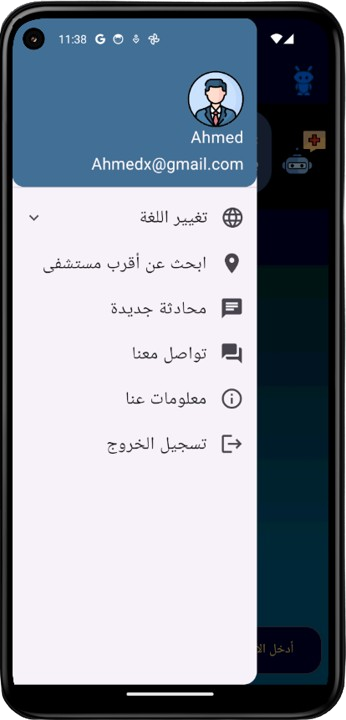 11:38
Ahmed
Ahmedx@gmail.com
تغيير اللغة
ابحث عن أقرب مستشفى
محادثة جديدة
تواصل معنا
معلومات عنا
تسجيل الخروج
أدخل